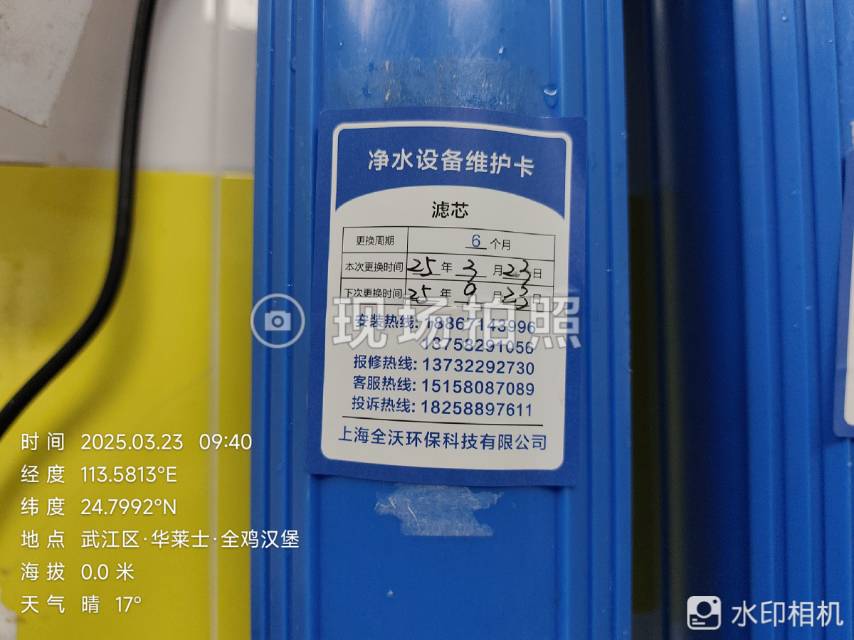 净水设备维护卡
滤芯
更换周期 6 个月
本次更换时间 25 年 3 月 23 日
下次更换时间 25 年 9 月 23 日
现场拍照
安装热线: 18867143996
13758291056
报修热线: 13732292730
客服热线: 15158087089
投诉热线: 18258897611
上海全沃环保科技有限公司
时间 2025.03.23 09:40
经度 113.5813°E
纬度 24.7992°N
地点 武江区·华莱士·全鸡汉堡
海拔 0.0 米
天气 晴 17°
水印相机